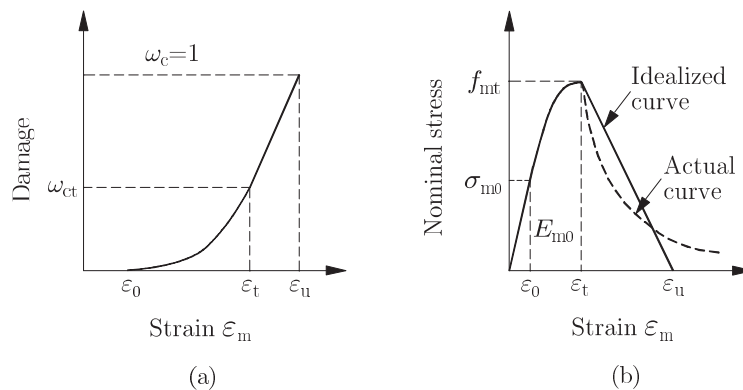 ω_c=1
Damage
ω_ct
ε_0
ε_t
ε_u
Strain ε_m
(a)
f_mt
Nominal stress
σ_m0
Idealized
curve
Actual
curve
E_m0
ε_0
ε_t
ε_u
Strain ε_m
(b)